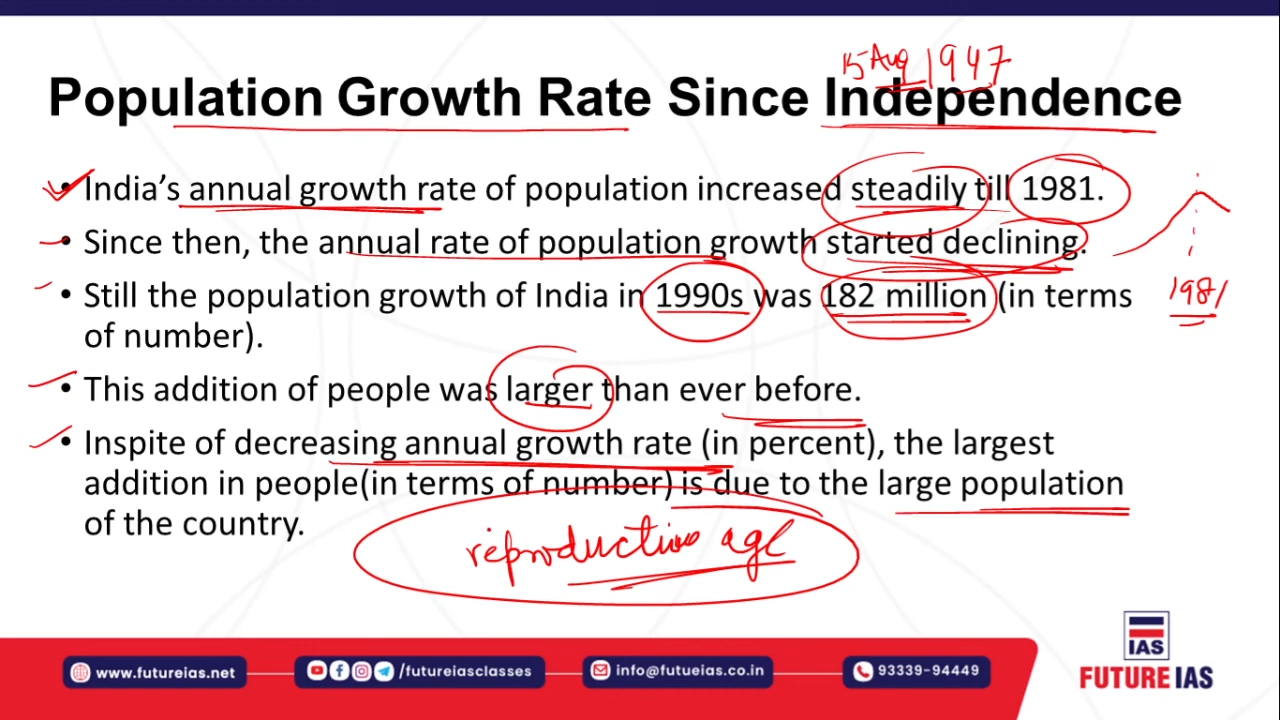 15 Aug 1947
Population Growth Rate Since Independence
• India’s annual growth rate of population increased steadily till 1981.
• Since then, the annual rate of population growth started declining.
• Still the population growth of India in 1990s was 182 million (in terms
of number).
1981
• This addition of people was larger than ever before.
• Inspite of decreasing annual growth rate (in percent), the largest
addition in people(in terms of number) is due to the large population
of the country.
reproductive age
IAS
www.futureias.net
/futureiasclasses
info@futueias.co.in
93339-94449
FUTURE IAS